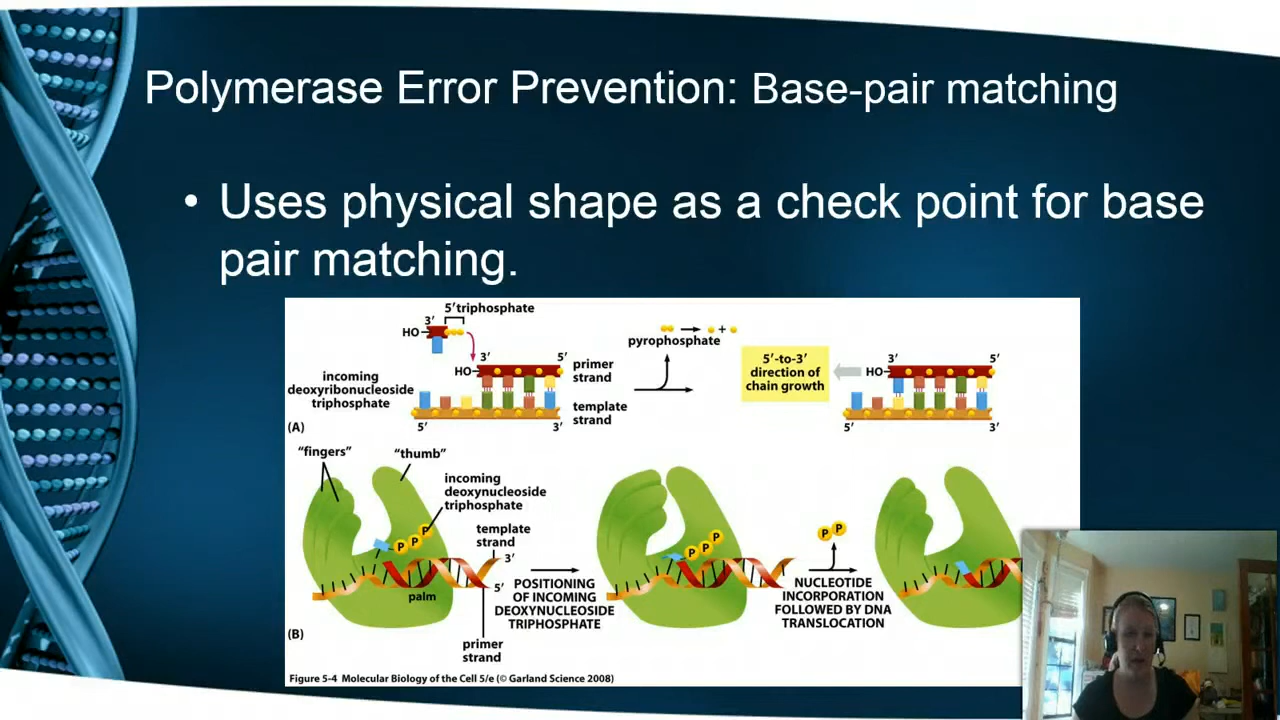 Polymerase Error Prevention: Base-pair matching
• Uses physical shape as a check point for base
pair matching.
5′triphosphate
3′
HO
3′
5′
HO
primer
strand
incoming
deoxyribonucleoside
triphosphate
template
strand
5′
3′
(A)
pyrophosphate
+
5′-to-3′
direction of
chain growth
3′
5′
HO
5′
3′
"fingers"
"thumb"
incoming
deoxynucleoside
triphosphate
P P P
template
strand
3′
5′
palm
primer
strand
(B)
POSITIONING
OF INCOMING
DEOXYNUCLEOSIDE
TRIPHOSPHATE
P P P
P P
NUCLEOTIDE
INCORPORATION
FOLLOWED BY DNA
TRANSLOCATION
Figure 5-4 Molecular Biology of the Cell 5/e (© Garland Science 2008)